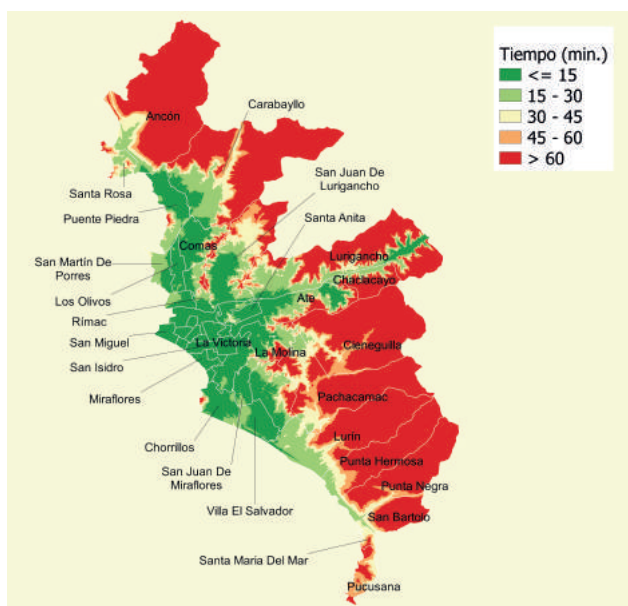 Tiempo (min.)
<= 15
15 - 30
30 - 45
45 - 60
> 60
Ancón
Carabayllo
San Juan De
Lurigancho
Santa Rosa
Santa Anita
Puente Piedra
Comas
San Martín De
Porres
Lurigancho
Chaclacayo
Los Olivos
Ate
Rímac
San Miguel
La Victoria
La Molina
Cieneguilla
San Isidro
Miraflores
Pachacamac
Chorrillos
Lurín
San Juan De
Miraflores
Punta Hermosa
Punta Negra
Villa El Salvador
San Bartolo
Santa Maria Del Mar
Pucusana